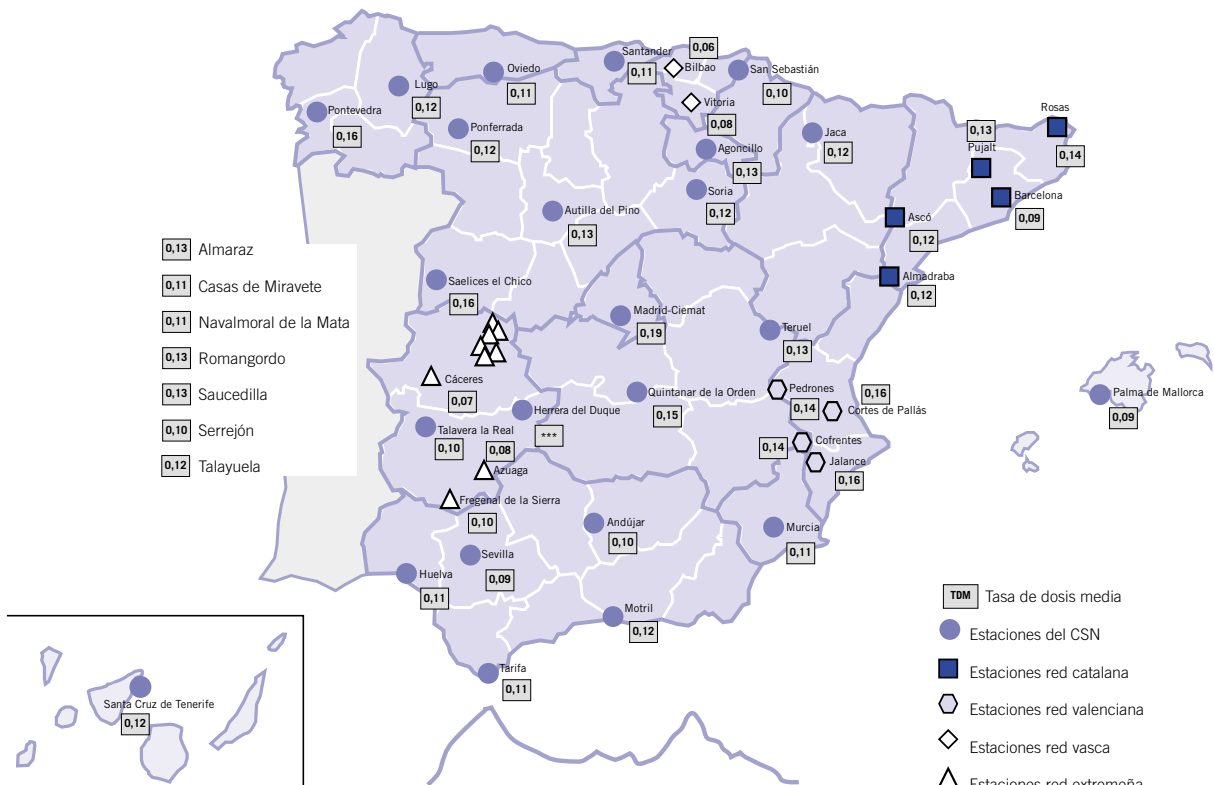 0,06
Santander
Bilbao
0,11
Oviedo
0,11
San Sebastián
0,10
Lugo
0,12
Vitoria
0,08
Pontevedra
0,16
Ponferrada
0,12
Jaca
0,12
Rosas
0,14
0,13
Pujalt
Agoncillo
0,13
Soria
0,12
Barcelona
0,09
Autilla del Pino
0,13
Ascó
0,12
Almadraba
0,12
0,13 Almaraz
0,11 Casas de Miravete
0,11 Navalmoral de la Mata
0,13 Romangordo
0,13 Saucedilla
0,10 Serrejón
0,12 Talayuela
Saelices el Chico
0,16
Madrid-Ciemat
0,19
Teruel
0,13
Cáceres
0,07
Quintanar de la Orden
0,15
Pedrones
0,14
0,16
Cortes de Pallás
Palma de Mallorca
0,09
Herrera del Duque
***
Talavera la Real
0,10
0,08
Azuaga
0,14
Cofrentes
Jalance
0,16
Fregenal de la Sierra
0,10
Andújar
0,10
Murcia
0,11
Sevilla
0,09
Huelva
0,11
Motril
0,12
Tarifa
0,11
Santa Cruz de Tenerife
0,12
TDM Tasa de dosis media
Estaciones del CSN
Estaciones red catalana
Estaciones red valenciana
Estaciones red vasca
Estaciones red extremeña